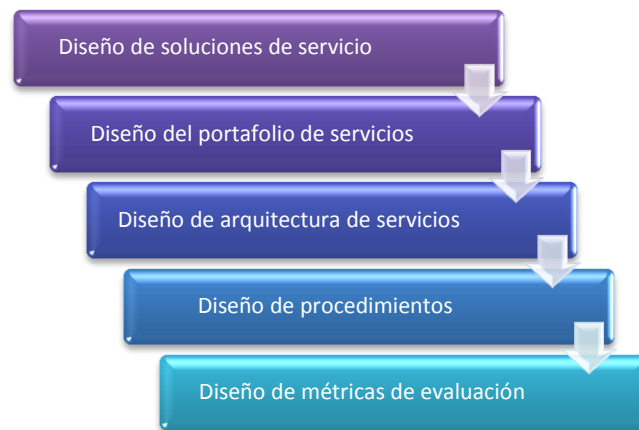 Diseño de soluciones de servicio
Diseño del portafolio de servicios
Diseño de arquitectura de servicios
Diseño de procedimientos
Diseño de métricas de evaluación